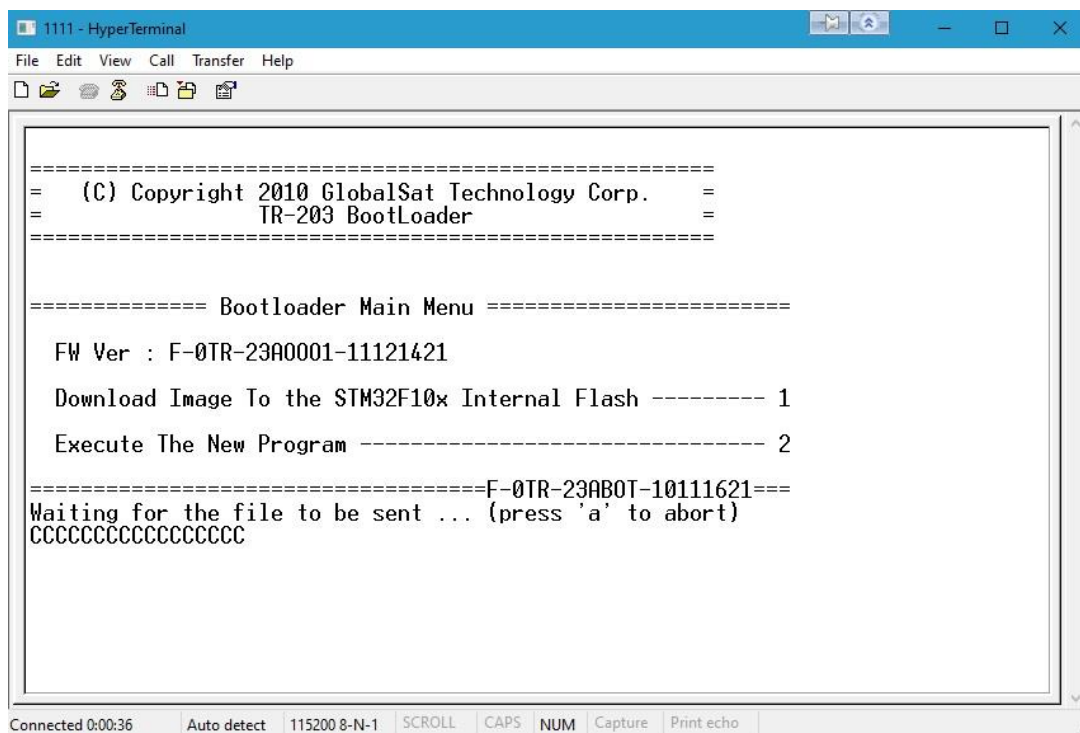 1111 - HyperTerminal
File Edit View Call Transfer Help
======================================================
= (C) Copyright 2010 GlobalSat Technology Corp. =
= TR-203 BootLoader =
======================================================
============== Bootloader Main Menu ========================
FW Ver : F-0TR-23A0001-11121421
Download Image To the STM32F10x Internal Flash --------- 1
Execute The New Program -------------------------------- 2
====================================F-0TR-23ABOT-10111621===
Waiting for the file to be sent ... (press 'a' to abort)
CCCCCCCCCCCCCCCCC
Connected 0:00:36 Auto detect 115200 8-N-1 SCROLL CAPS NUM Capture Print echo